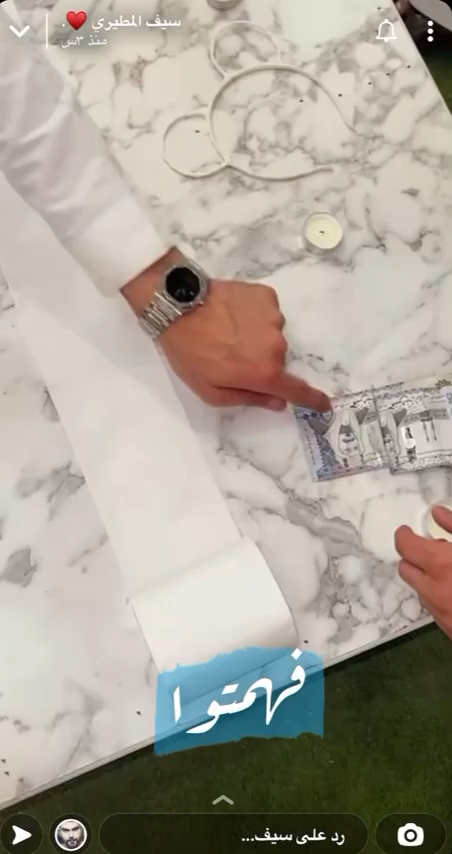 سيف المطيري ♥️.
منذ ٣س
فهمتوا
رد على سيف...